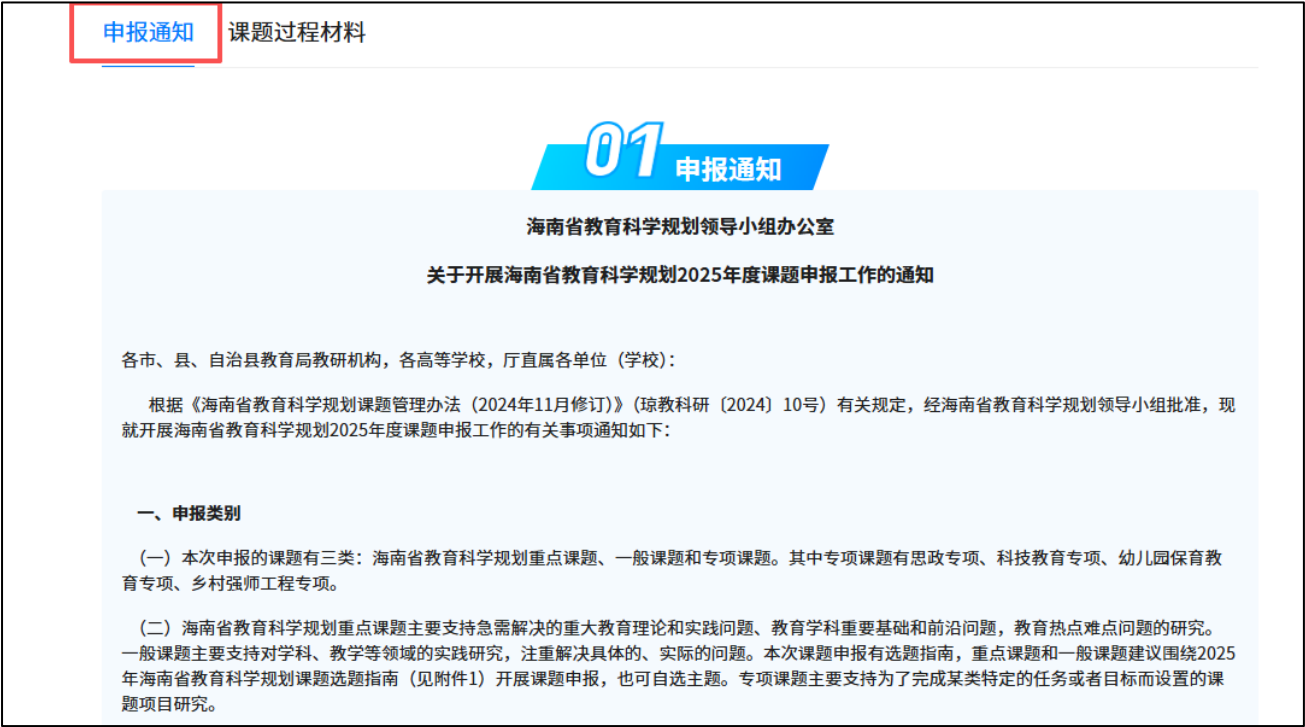 申报通知 课题过程材料
01 申报通知
海南省教育科学规划领导小组办公室
关于开展海南省教育科学规划2025年度课题申报工作的通知
各市、县、自治县教育局教研机构，各高等学校，厅直属各单位（学校）：
根据《海南省教育科学规划课题管理办法（2024年11月修订）》（琼教科研〔2024〕10号）有关规定，经海南省教育科学规划领导小组批准，现
就开展海南省教育科学规划2025年度课题申报工作的有关事项通知如下：
一、申报类别
（一）本次申报的课题有三类：海南省教育科学规划重点课题、一般课题和专项课题。其中专项课题有思政专项、科技教育专项、幼儿园保育教
育专项、乡村强师工程专项。
（二）海南省教育科学规划重点课题主要支持急需解决的重大教育理论和实践问题、教育学科重要基础和前沿问题，教育热点难点问题的研究。
一般课题主要支持对学科、教学等领域的实践研究，注重解决具体的、实际的问题。本次课题申报有选题指南，重点课题和一般课题建议围绕2025
年海南省教育科学规划课题选题指南（见附件1）开展课题申报，也可自选主题。专项课题主要支持为了完成某类特定的任务或者目标而设置的课
题项目研究。